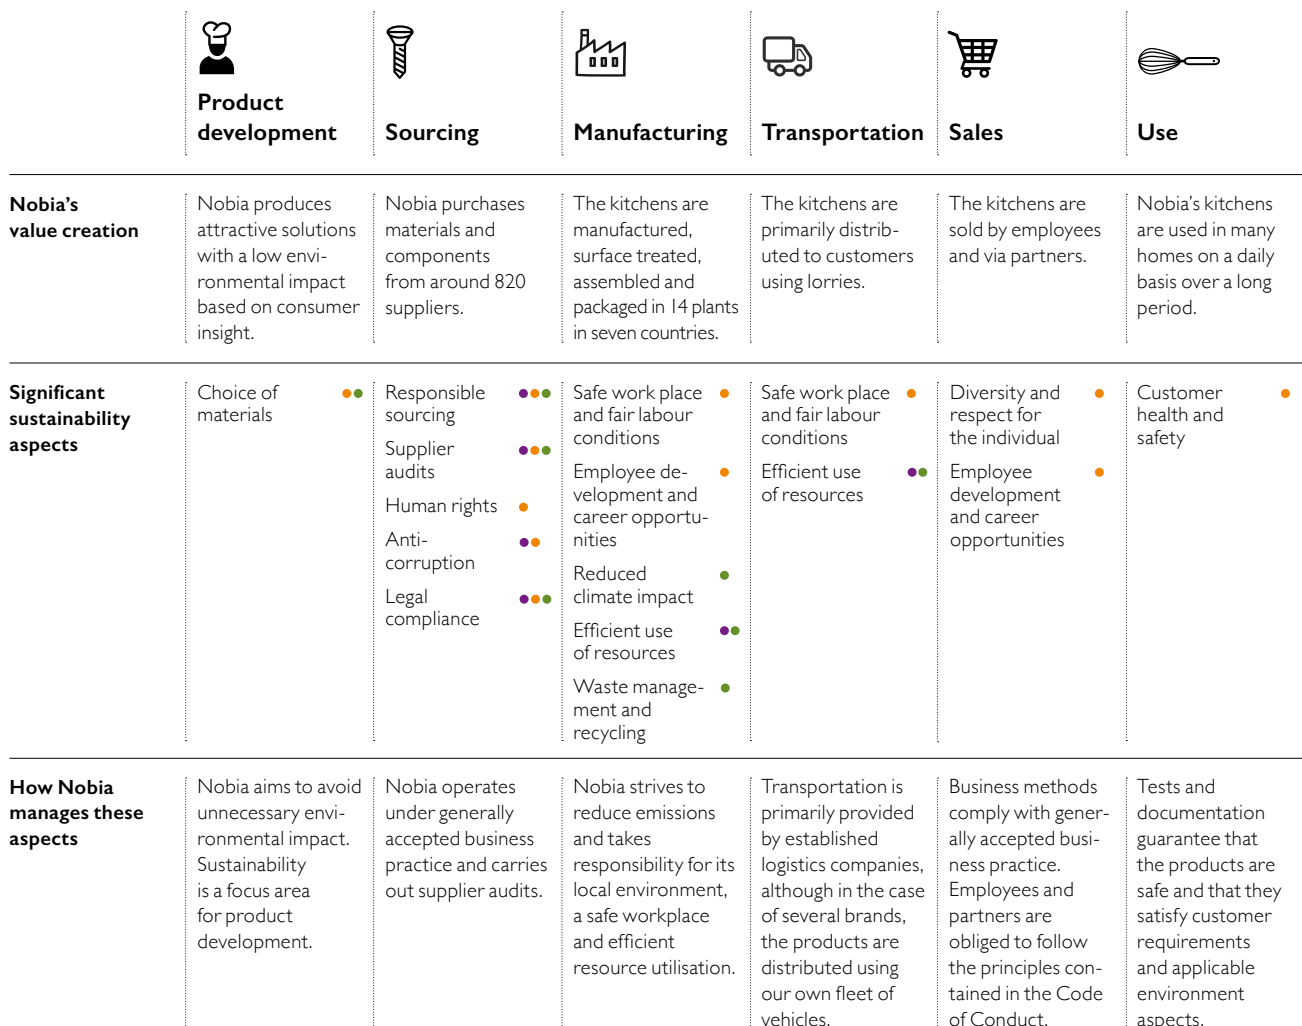 Product
development
Sourcing
Manufacturing
Transportation
Sales
Use
Nobia's
value creation
Nobia produces
attractive solutions
with a low envi-
ronmental impact
based on consumer
insight.
Nobia purchases
materials and
components
from around 820
suppliers.
The kitchens are
manufactured,
surface treated,
assembled and
packaged in 14 plants
in seven countries.
The kitchens are
primarily distrib-
uted to customers
using lorries.
The kitchens are
sold by employees
and via partners.
Nobia's kitchens
are used in many
homes on a daily
basis over a long
period.
Significant
sustainability
aspects
Choice of
materials
Responsible
sourcing
Supplier
audits
Human rights
Anti-
corruption
Legal
compliance
Safe work place
and fair labour
conditions
Employee de-
velopment and
career opportu-
nities
Reduced
climate impact
Efficient use
of resources
Waste manage-
ment and
recycling
Safe work place
and fair labour
conditions
Efficient use
of resources
Diversity and
respect for
the individual
Employee
development
and career
opportunities
Customer
health and
safety
How Nobia
manages these
aspects
Nobia aims to avoid
unnecessary envi-
ronmental impact.
Sustainability
is a focus area
for product
development.
Nobia operates
under generally
accepted business
practice and carries
out supplier audits.
Nobia strives to
reduce emissions
and takes
responsibility for its
local environment,
a safe workplace
and efficient
resource utilisation.
Transportation is
primarily provided
by established
logistics companies,
although in the case
of several brands,
the products are
distributed using
our own fleet of
vehicles.
Business methods
comply with gener-
ally accepted busi-
ness practice.
Employees and
partners are
obliged to follow
the principles con-
tained in the Code
of Conduct.
Tests and
documentation
guarantee that
the products are
safe and that they
satisfy customer
requirements
and applicable
environment
aspects.